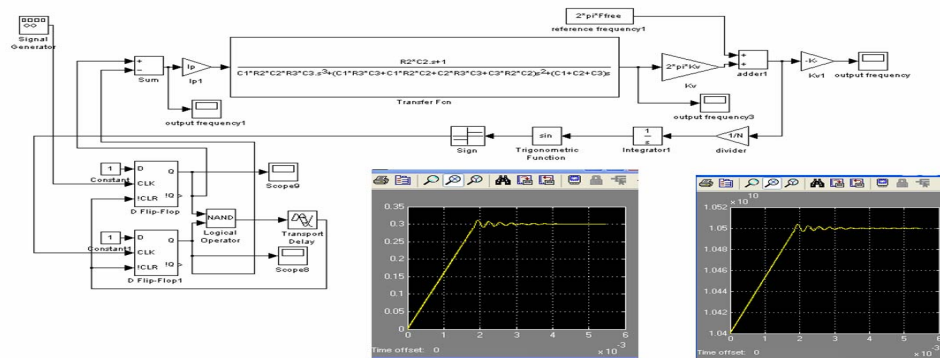 Signal
Generator
+
−
Sum
Ip
Ip1
R2*C2.s+1
C1*R2*C2*R3*C3.s^3+(C1*R3*C3+C1*R2*C2+C2*R3*C3+C3*R2*C2)s^2+(C1+C2+C3)s
Transfer Fcn
2*pi*Ffree
reference frequency1
2*pi*Kv
Kv
+
+
adder1
-K-
Kv1
output frequency
output frequency1
output frequency3
Sign
sin
Trigonometric
Function
1
s
Integrator1
1/N
divider
1
Constant
D
Q
CLK
!CLR
!Q
D Flip-Flop
Scope9
NAND
Logical
Operator
Transport
Delay
1
Constant1
D
Q
CLK
!CLR
!Q
D Flip-Flop1
Scope8
0.35
0.3
0.25
0.2
0.15
0.1
0.05
0
0 1 2 3 4 5 6
Time offset: 0
x 10^-3
x 10^10
1.052
1.05
1.048
1.046
1.044
1.042
1.04
0 1 2 3 4 5 6
Time offset: 0
x 10^-3